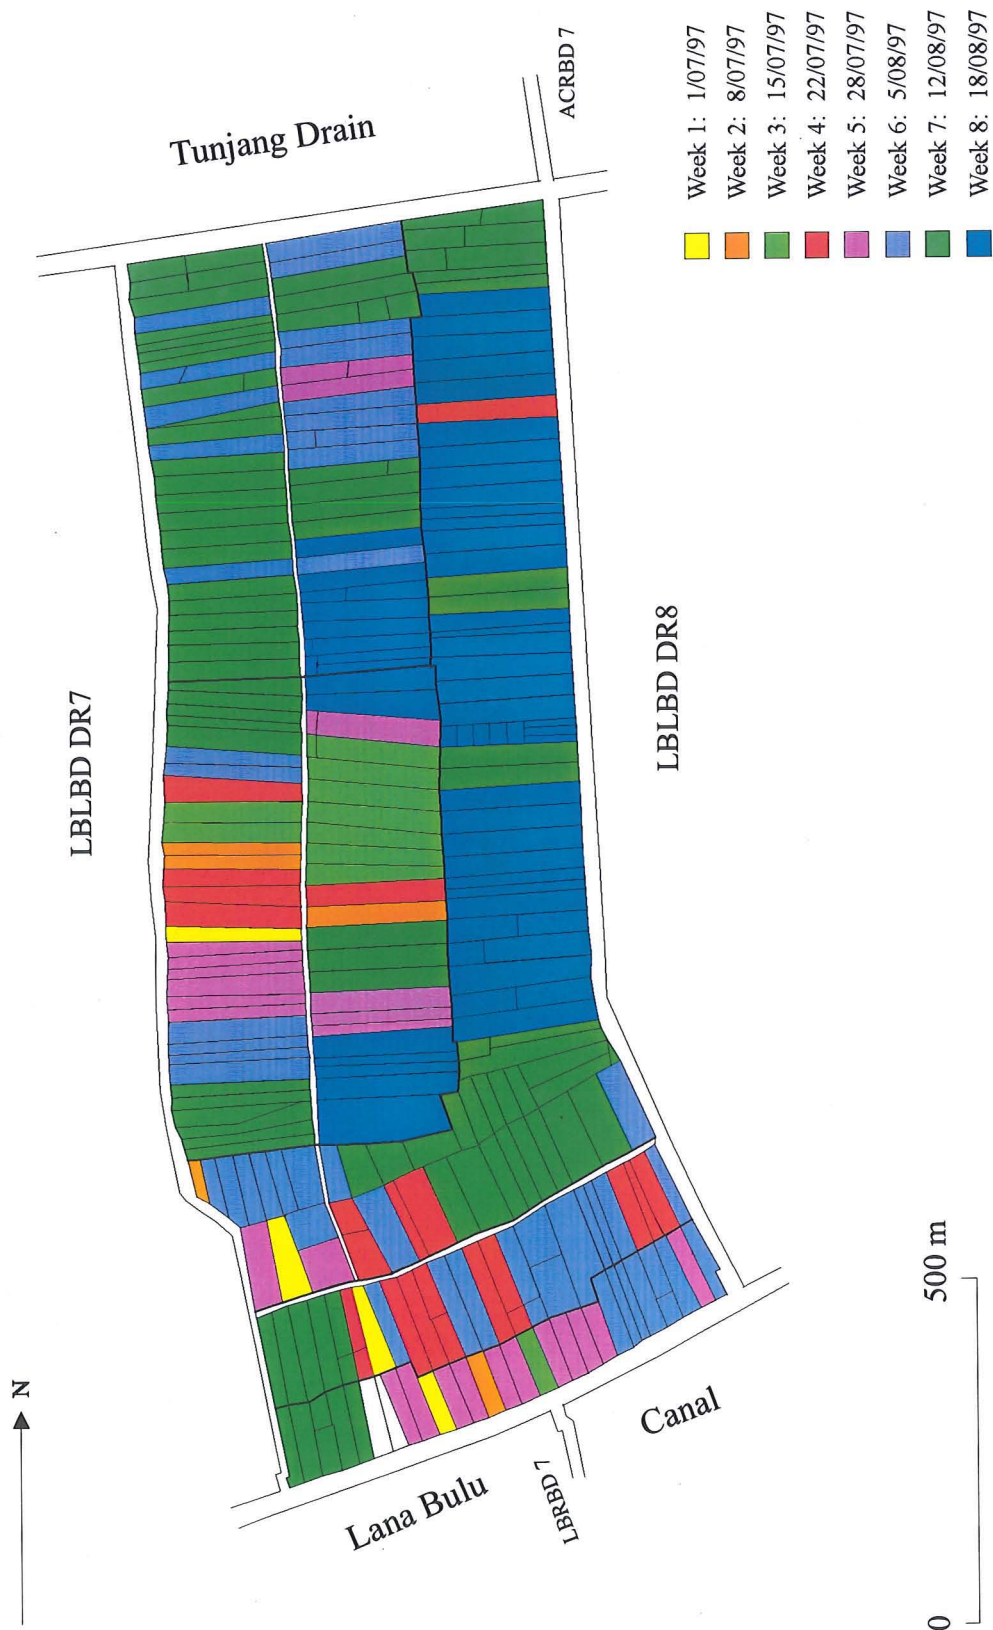 Tunjang Drain
ACRBD 7
LBLBD DR7
LBLBD DR8
Week 1: 1/07/97
Week 2: 8/07/97
Week 3: 15/07/97
Week 4: 22/07/97
Week 5: 28/07/97
Week 6: 5/08/97
Week 7: 12/08/97
Week 8: 18/08/97
N
Lana Bulu
Canal
LBRBD 7
0
500 m